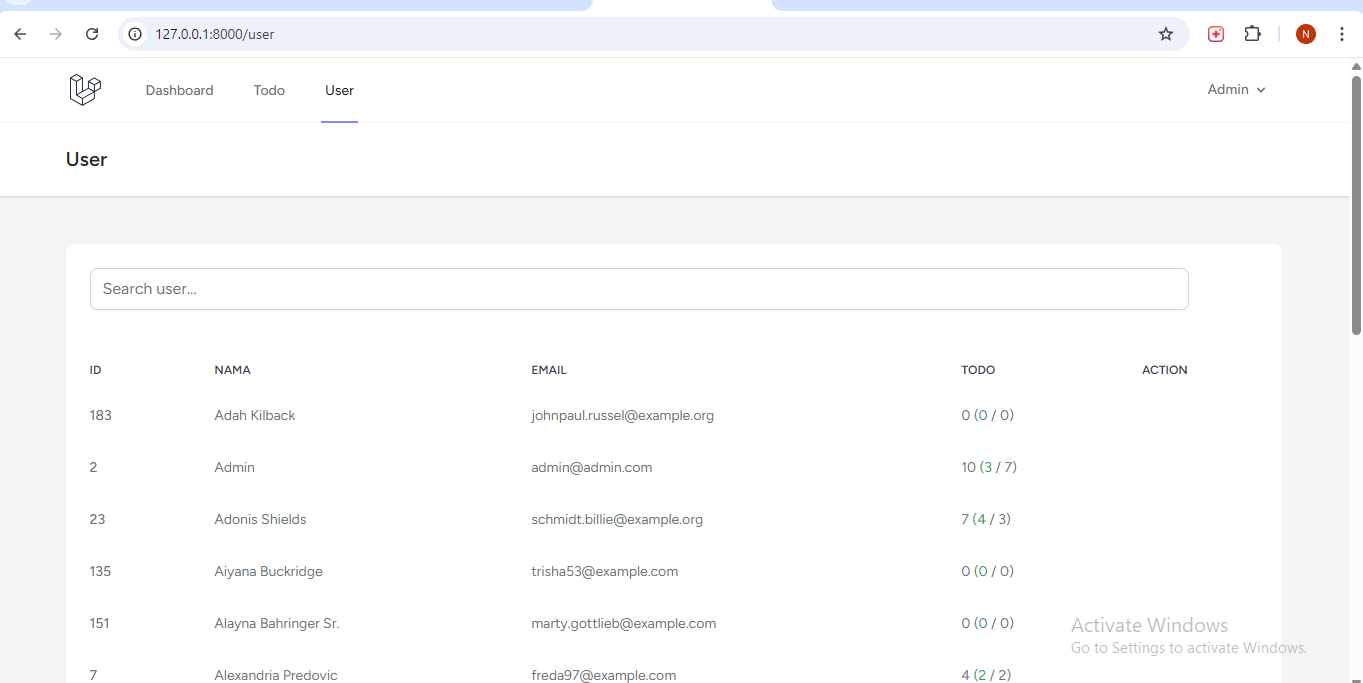 127.0.0.1:8000/user
N
Dashboard Todo User Admin
User
Search user...
ID NAMA EMAIL TODO ACTION
183 Adah Kilback johnpaul.russel@example.org 0 (0 / 0)
2 Admin admin@admin.com 10 (3 / 7)
23 Adonis Shields schmidt.billie@example.org 7 (4 / 3)
135 Aiyana Buckridge trisha53@example.com 0 (0 / 0)
151 Alayna Bahringer Sr. marty.gottlieb@example.com 0 (0 / 0)
Activate Windows
Go to Settings to activate Windows.
7 Alexandria Predovic freda97@example.com 4 (2 / 2)